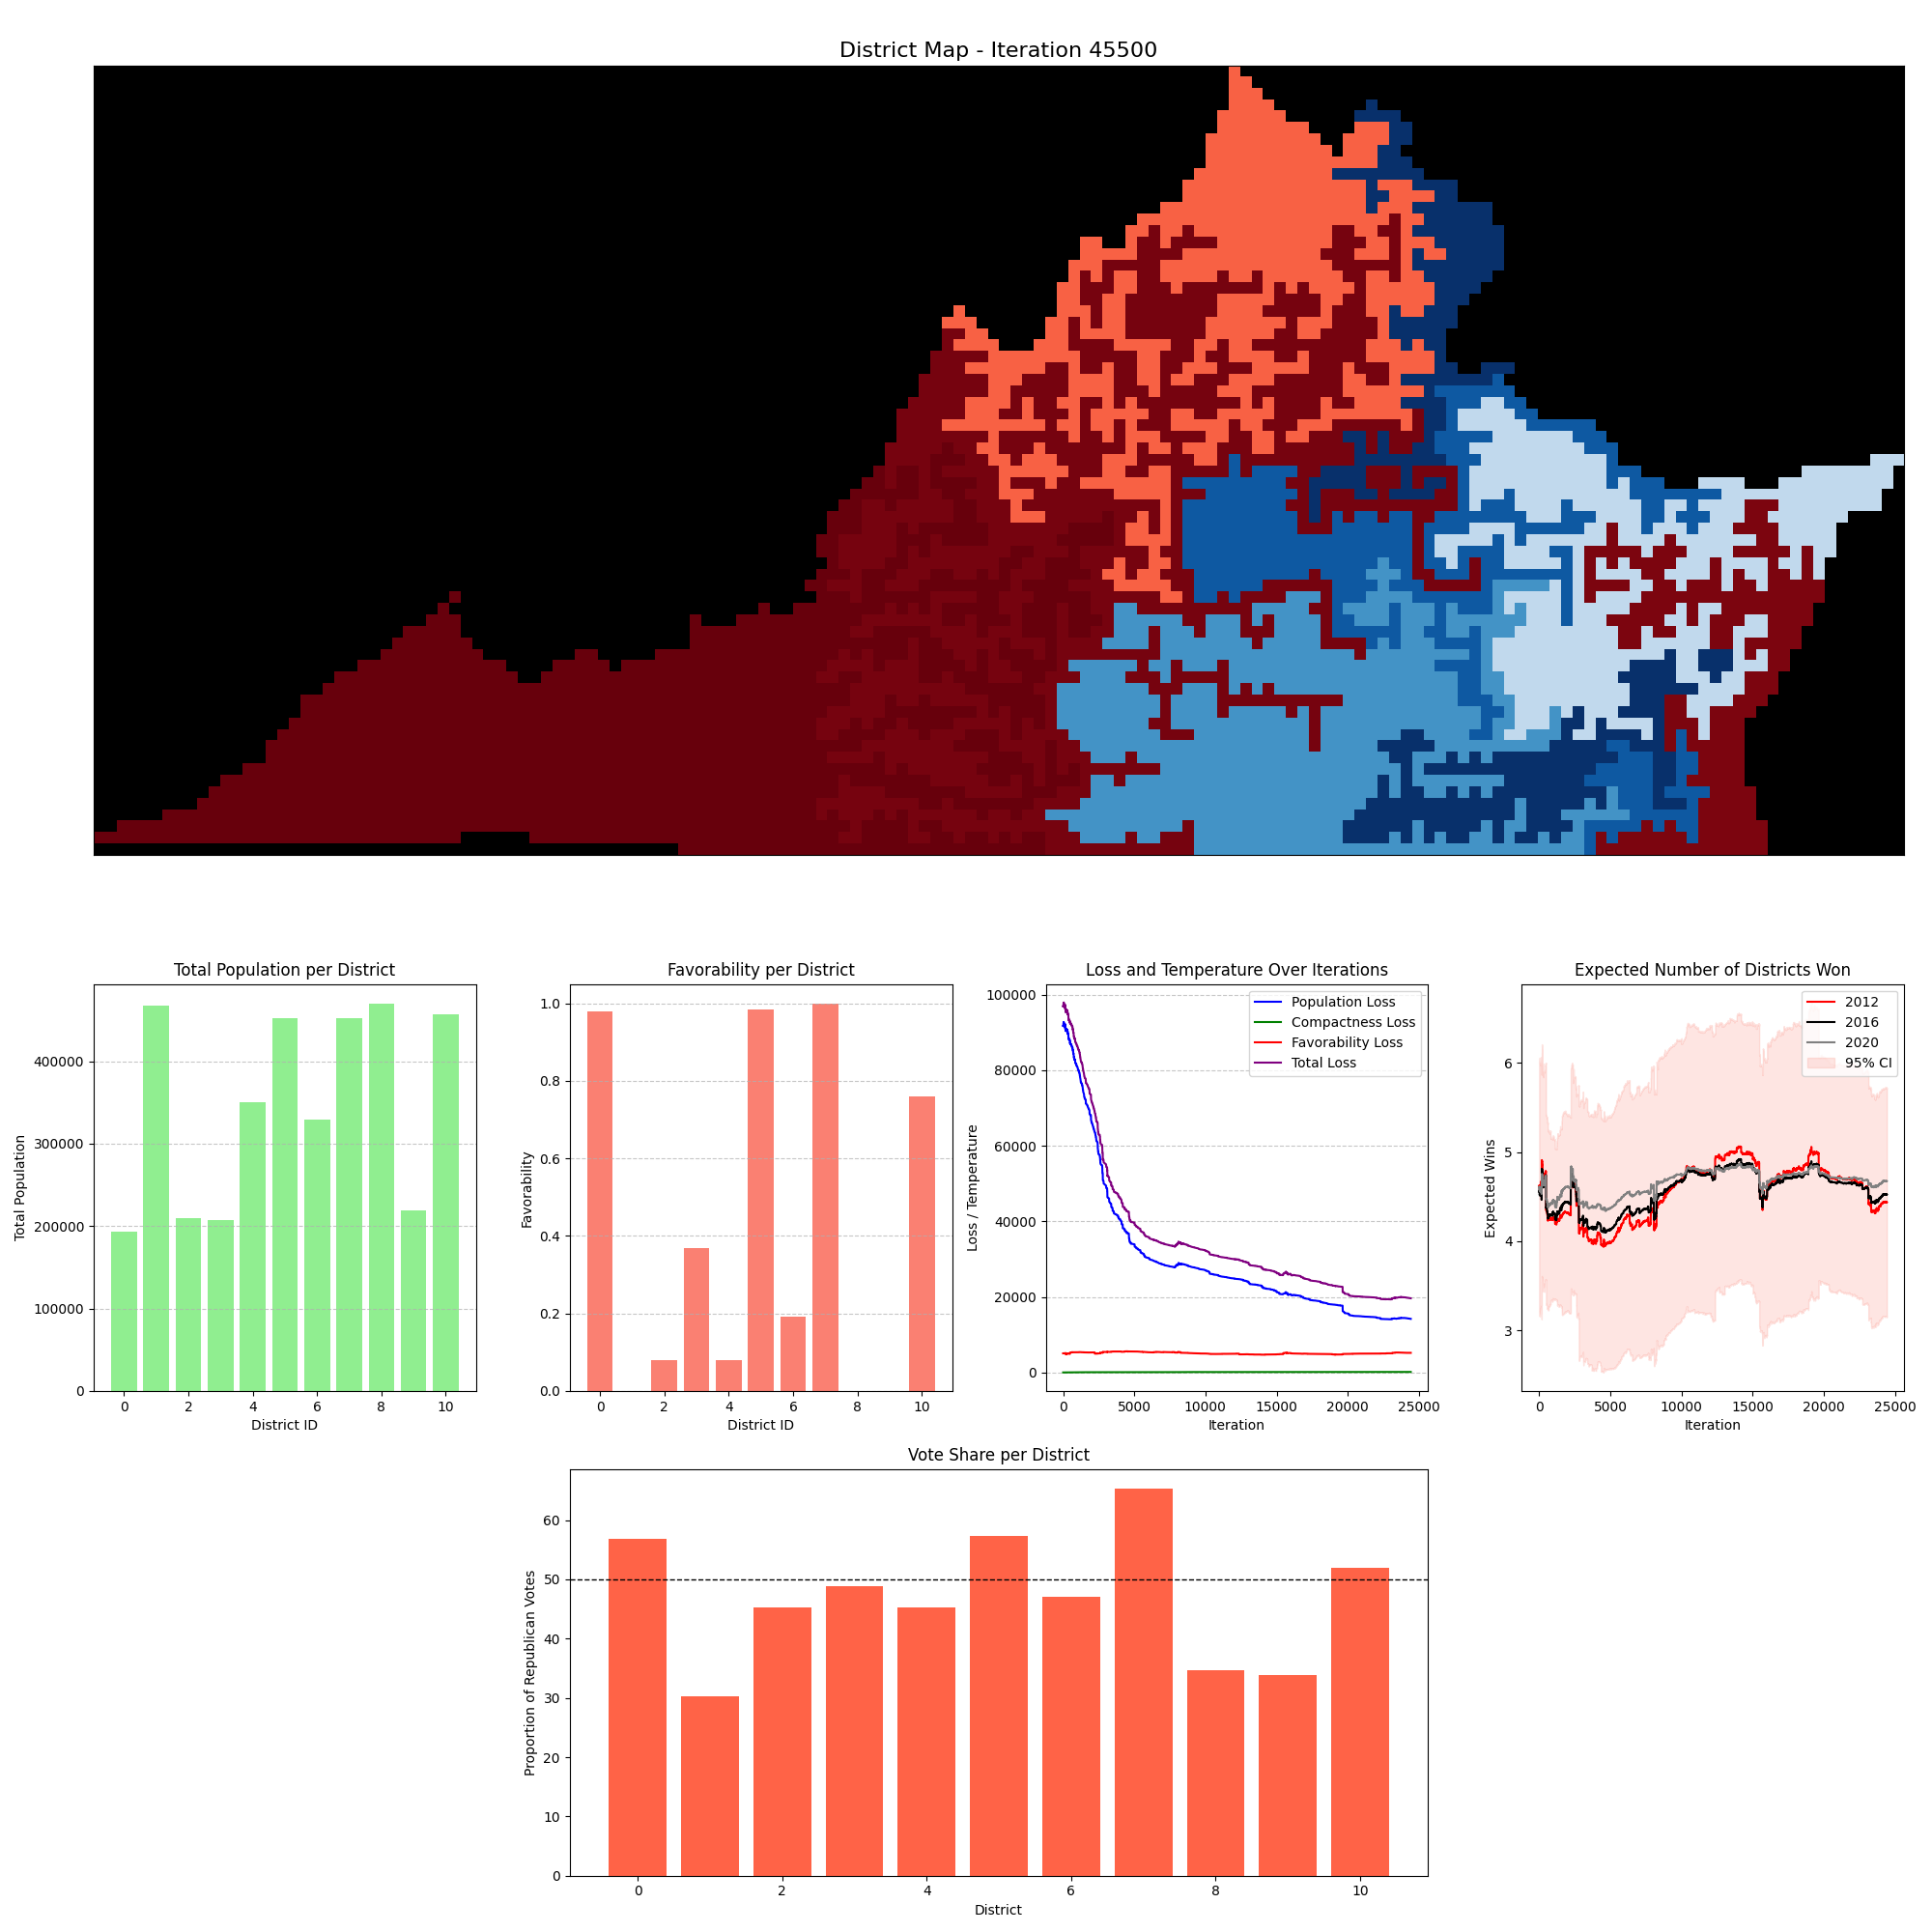 District Map - Iteration 45500
Total Population per District
Total Population
400000
300000
200000
100000
0
0 2 4 6 8 10
District ID
Favorability per District
Favorability
1.0
0.8
0.6
0.4
0.2
0.0
0 2 4 6 8 10
District ID
Loss and Temperature Over Iterations
Loss / Temperature
100000
80000
60000
40000
20000
0
Population Loss
Compactness Loss
Favorability Loss
Total Loss
0 5000 10000 15000 20000 25000
Iteration
Expected Number of Districts Won
Expected Wins
6
5
4
3
2012
2016
2020
95% CI
0 5000 10000 15000 20000 25000
Iteration
Vote Share per District
Proportion of Republican Votes
60
50
40
30
20
10
0
0 2 4 6 8 10
District